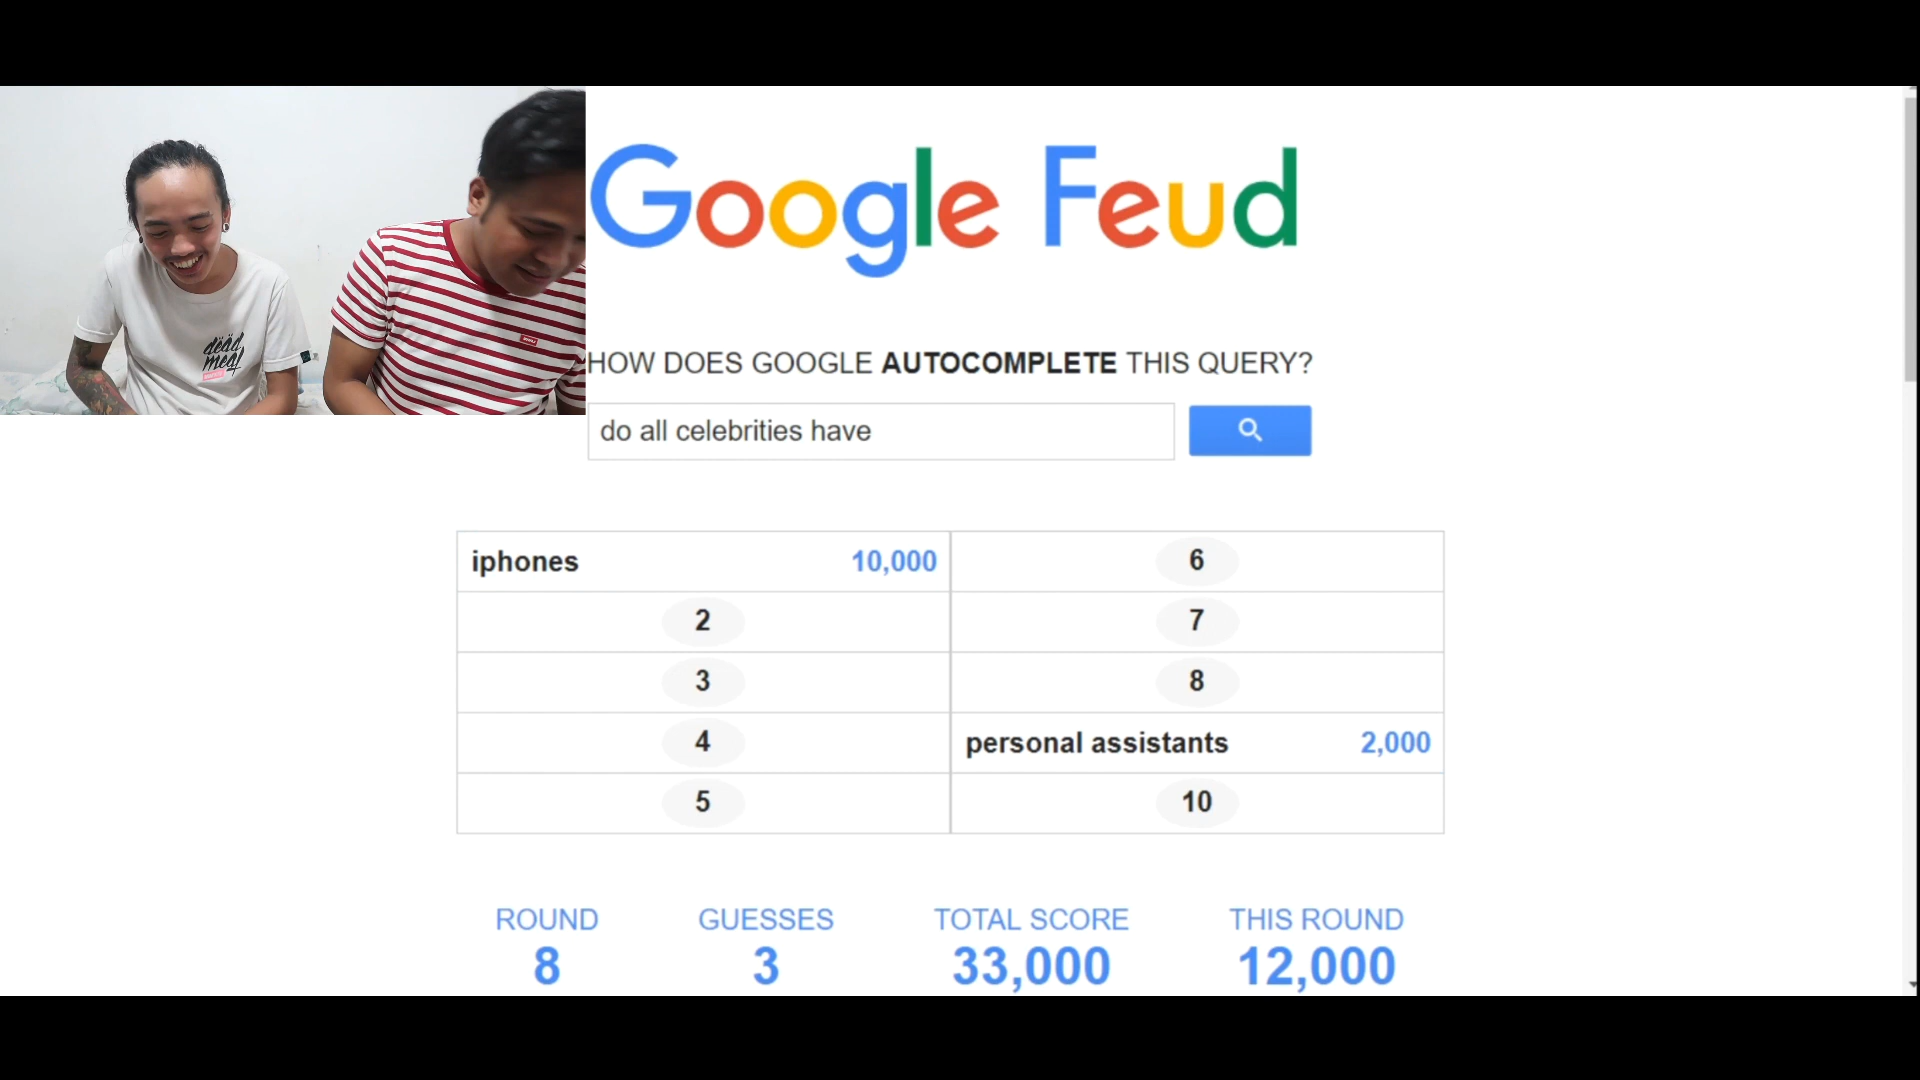 Google Feud
dëad
meat
HOW DOES GOOGLE AUTOCOMPLETE THIS QUERY?
do all celebrities have
iphones 10,000 6
2 7
3 8
4 personal assistants 2,000
5 10
ROUND GUESSES TOTAL SCORE THIS ROUND
8 3 33,000 12,000